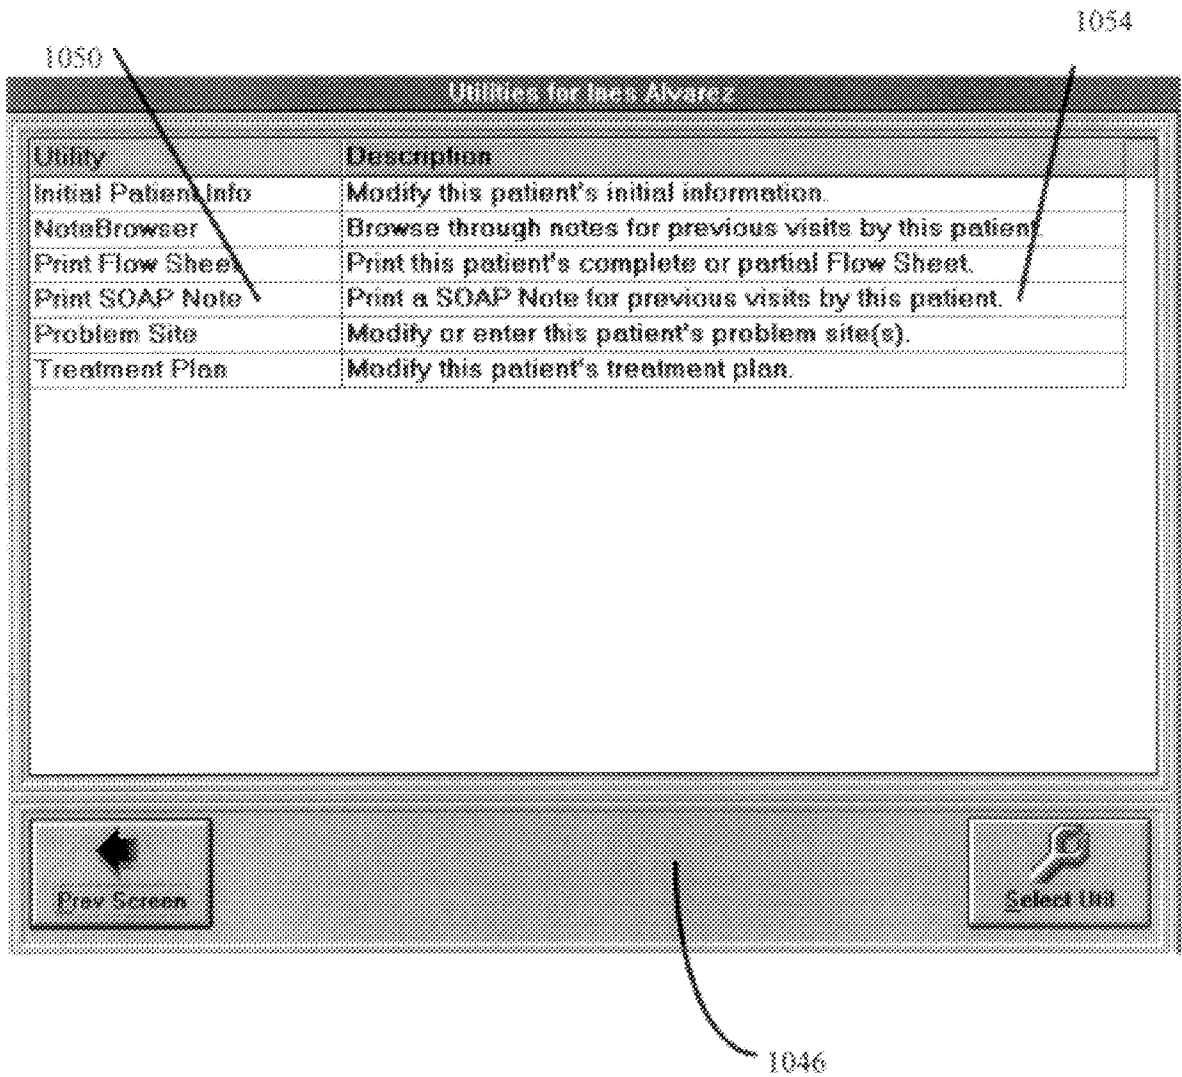 1054
1050
Utilities for Ines Alvarez
Utility Description
Initial Patient Info Modify this patient's initial information.
NoteBrowser Browse through notes for previous visits by this patient.
Print Flow Sheet Print this patient's complete or partial Flow Sheet.
Print SOAP Note Print a SOAP Note for previous visits by this patient.
Problem Site Modify or enter this patient's problem site(s).
Treatment Plan Modify this patient's treatment plan.
Prev Screen Select Util
1046